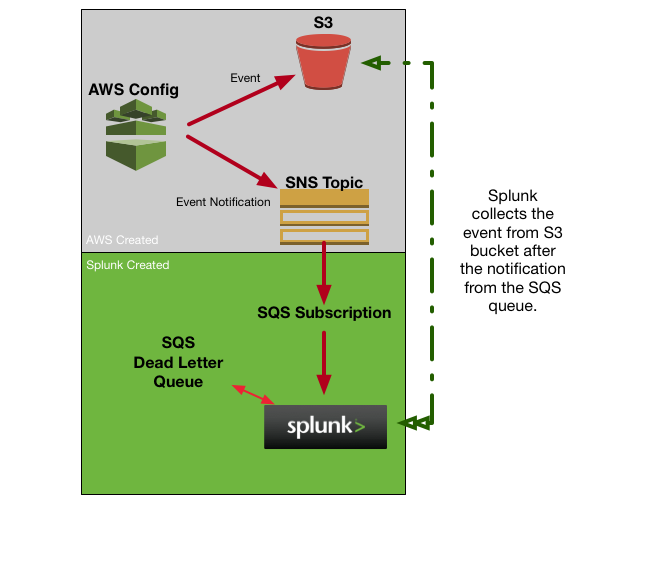 S3
Event
AWS Config
SNS Topic
Event Notification
AWS Created
Splunk Created
SQS Subscription
SQS
Dead Letter
Queue
splunk>
Splunk
collects the
event from S3
bucket after
the notification
from the SQS
queue.